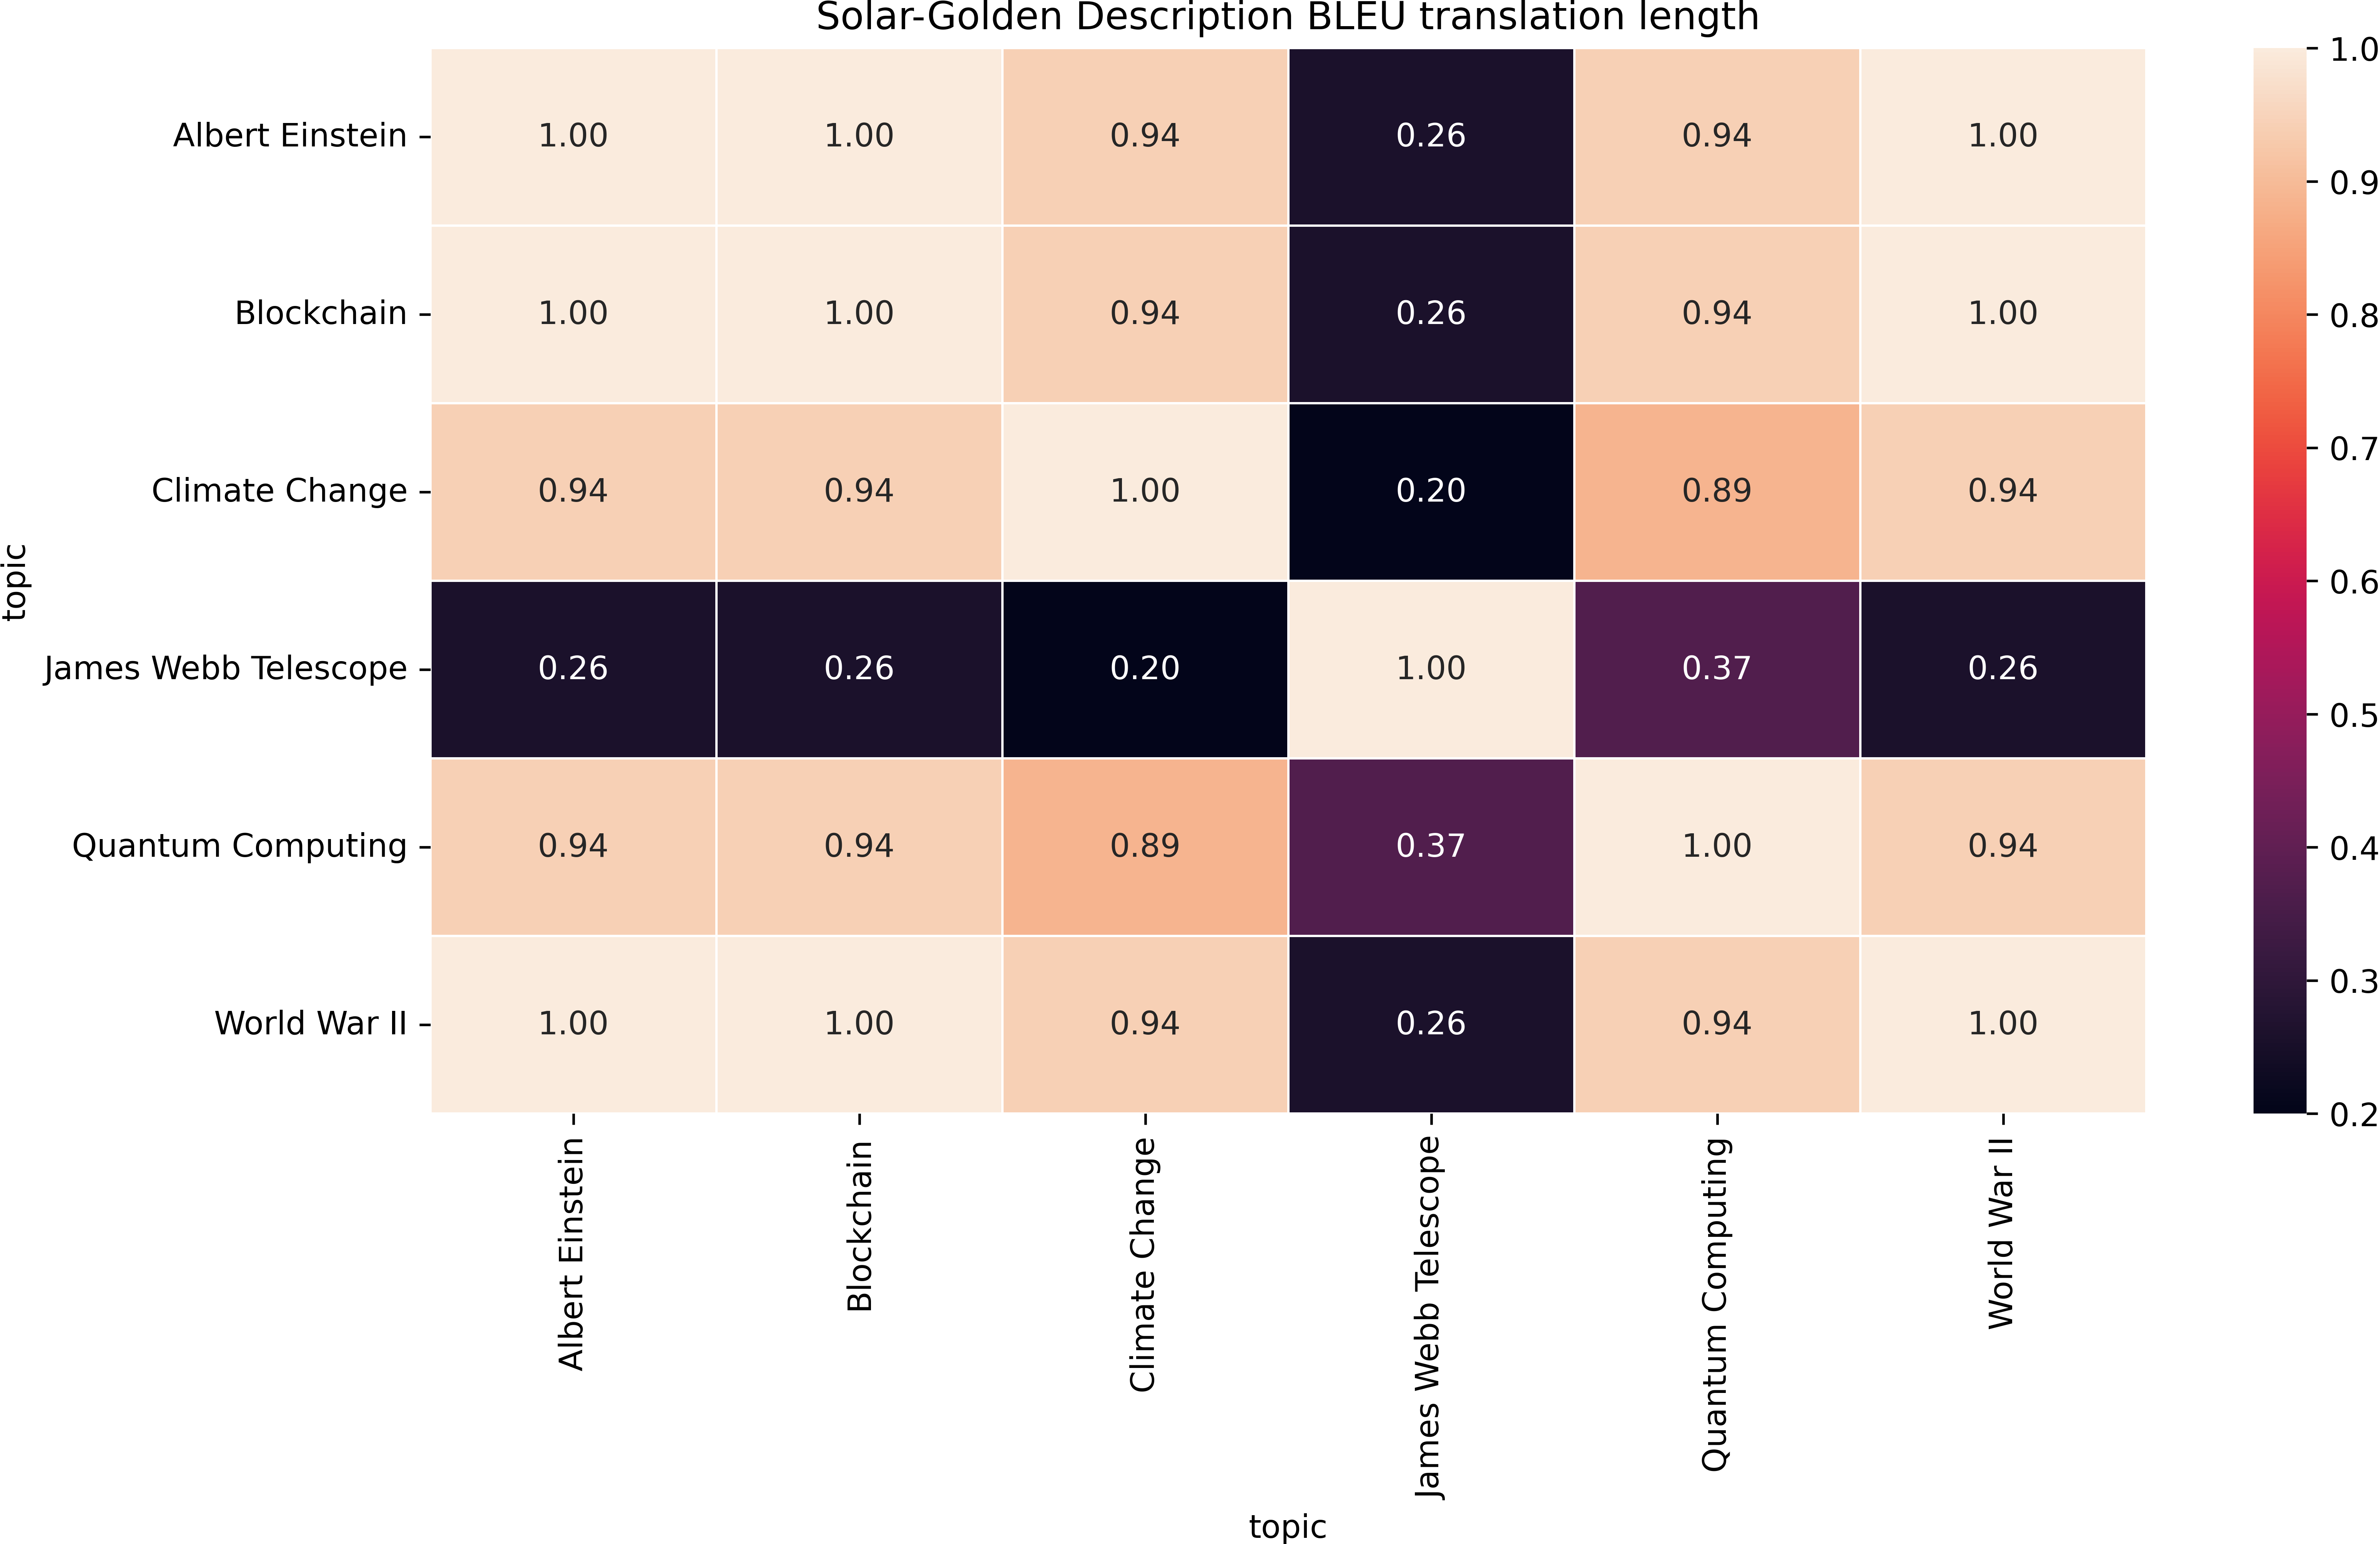 Solar-Golden Description BLEU translation length
Albert Einstein 1.00 1.00 0.94 0.26 0.94 1.00
Blockchain 1.00 1.00 0.94 0.26 0.94 1.00
Climate Change 0.94 0.94 1.00 0.20 0.89 0.94
James Webb Telescope 0.26 0.26 0.20 1.00 0.37 0.26
Quantum Computing 0.94 0.94 0.89 0.37 1.00 0.94
World War II 1.00 1.00 0.94 0.26 0.94 1.00
topic
Albert Einstein
Blockchain
Climate Change
James Webb Telescope
Quantum Computing
World War II
topic
1.0
0.9
0.8
0.7
0.6
0.5
0.4
0.3
0.2